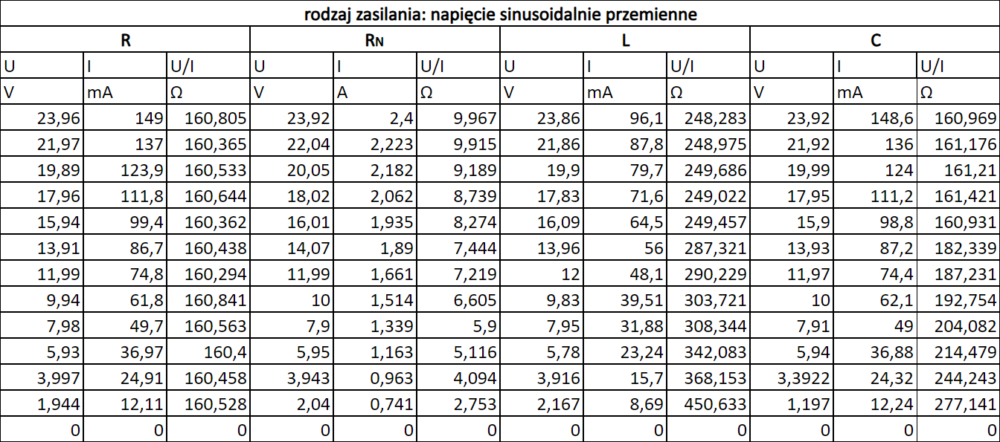 rodzaj zasilania: napięcie sinusoidalnie przemienne
R RN L C
U I U/I U I U/I U I U/I U I U/I
V mA Ω V A Ω V mA Ω V mA Ω
23,96 149 160,805 23,92 2,4 9,967 23,86 96,1 248,283 23,92 148,6 160,969
21,97 137 160,365 22,04 2,223 9,915 21,86 87,8 248,975 21,92 136 161,176
19,89 123,9 160,533 20,05 2,182 9,189 19,9 79,7 249,686 19,99 124 161,21
17,96 111,8 160,644 18,02 2,062 8,739 17,83 71,6 249,022 17,95 111,2 161,421
15,94 99,4 160,362 16,01 1,935 8,274 16,09 64,5 249,457 15,9 98,8 160,931
13,91 86,7 160,438 14,07 1,89 7,444 13,96 56 287,321 13,93 87,2 182,339
11,99 74,8 160,294 11,99 1,661 7,219 12 48,1 290,229 11,97 74,4 187,231
9,94 61,8 160,841 10 1,514 6,605 9,83 39,51 303,721 10 62,1 192,754
7,98 49,7 160,563 7,9 1,339 5,9 7,95 31,88 308,344 7,91 49 204,082
5,93 36,97 160,4 5,95 1,163 5,116 5,78 23,24 342,083 5,94 36,88 214,479
3,997 24,91 160,458 3,943 0,963 4,094 3,916 15,7 368,153 3,3922 24,32 244,243
1,944 12,11 160,528 2,04 0,741 2,753 2,167 8,69 450,633 1,197 12,24 277,141
0 0 0 0 0 0 0 0 0 0 0 0